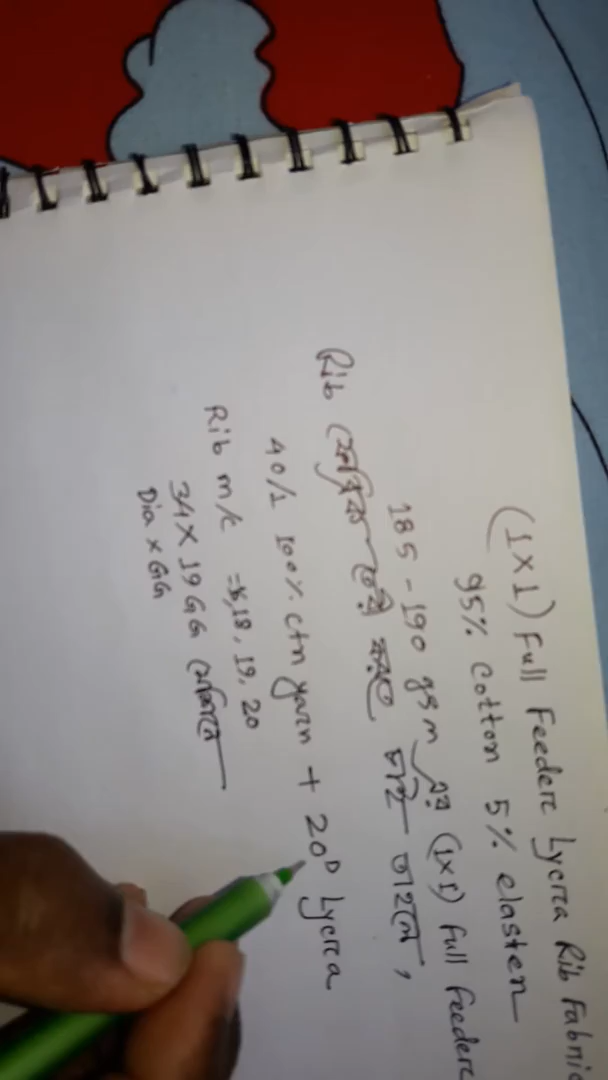 (1X1) Full Feeder Lycra Rib Fabric
95% Cotton 5% elasten
185-190 gsm এর (1X1) full feeder
Rib ফেব্রিক তৈরী করতে চাই তাহলে,
40/1 100% ctn yarn + 20D Lycra
Rib m/c = 18, 19, 20
34 X 19 GG মেশিনে
Dia x GG